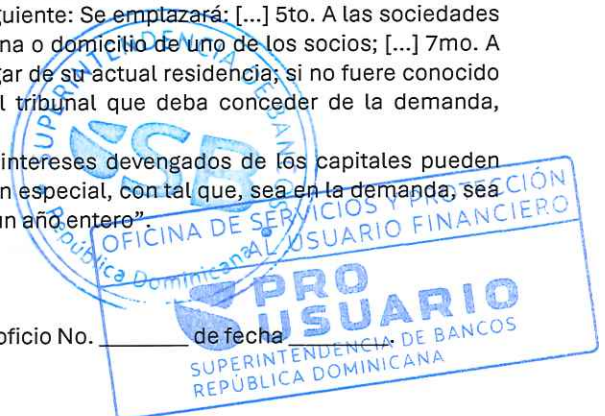 guiente: Se emplazará: [...] 5to. A las sociedades
na o domicilio de uno de los socios; [...] 7mo. A
gar de su actual residencia; si no fuere conocido
l tribunal que deba conceder de la demanda,
intereses devengados de los capitales pueden
n especial, con tal que, sea en la demanda, sea
un año entero”.
SUPERINTENDENCIA DE BANCOS
SB
República Dominicana
OFICINA DE SERVICIOS Y PROTECCIÓN
AL USUARIO FINANCIERO
PRO
USUARIO
SUPERINTENDENCIA DE BANCOS
REPÚBLICA DOMINICANA
oficio No. ________ de fecha ________.